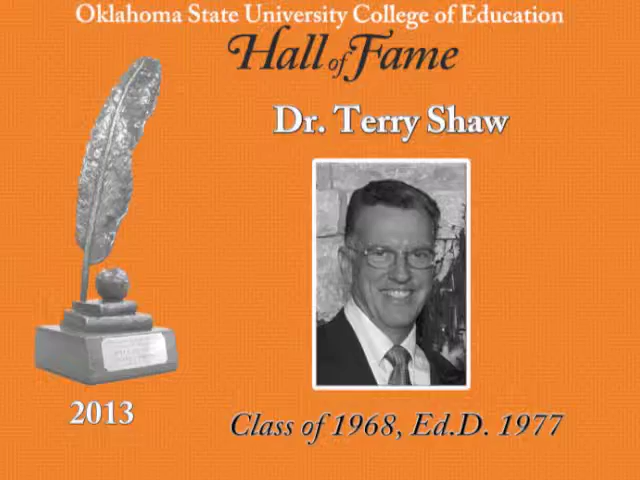 Oklahoma State University College of Education
Hall of Fame
Dr. Terry Shaw
2013
Class of 1968, Ed.D. 1977